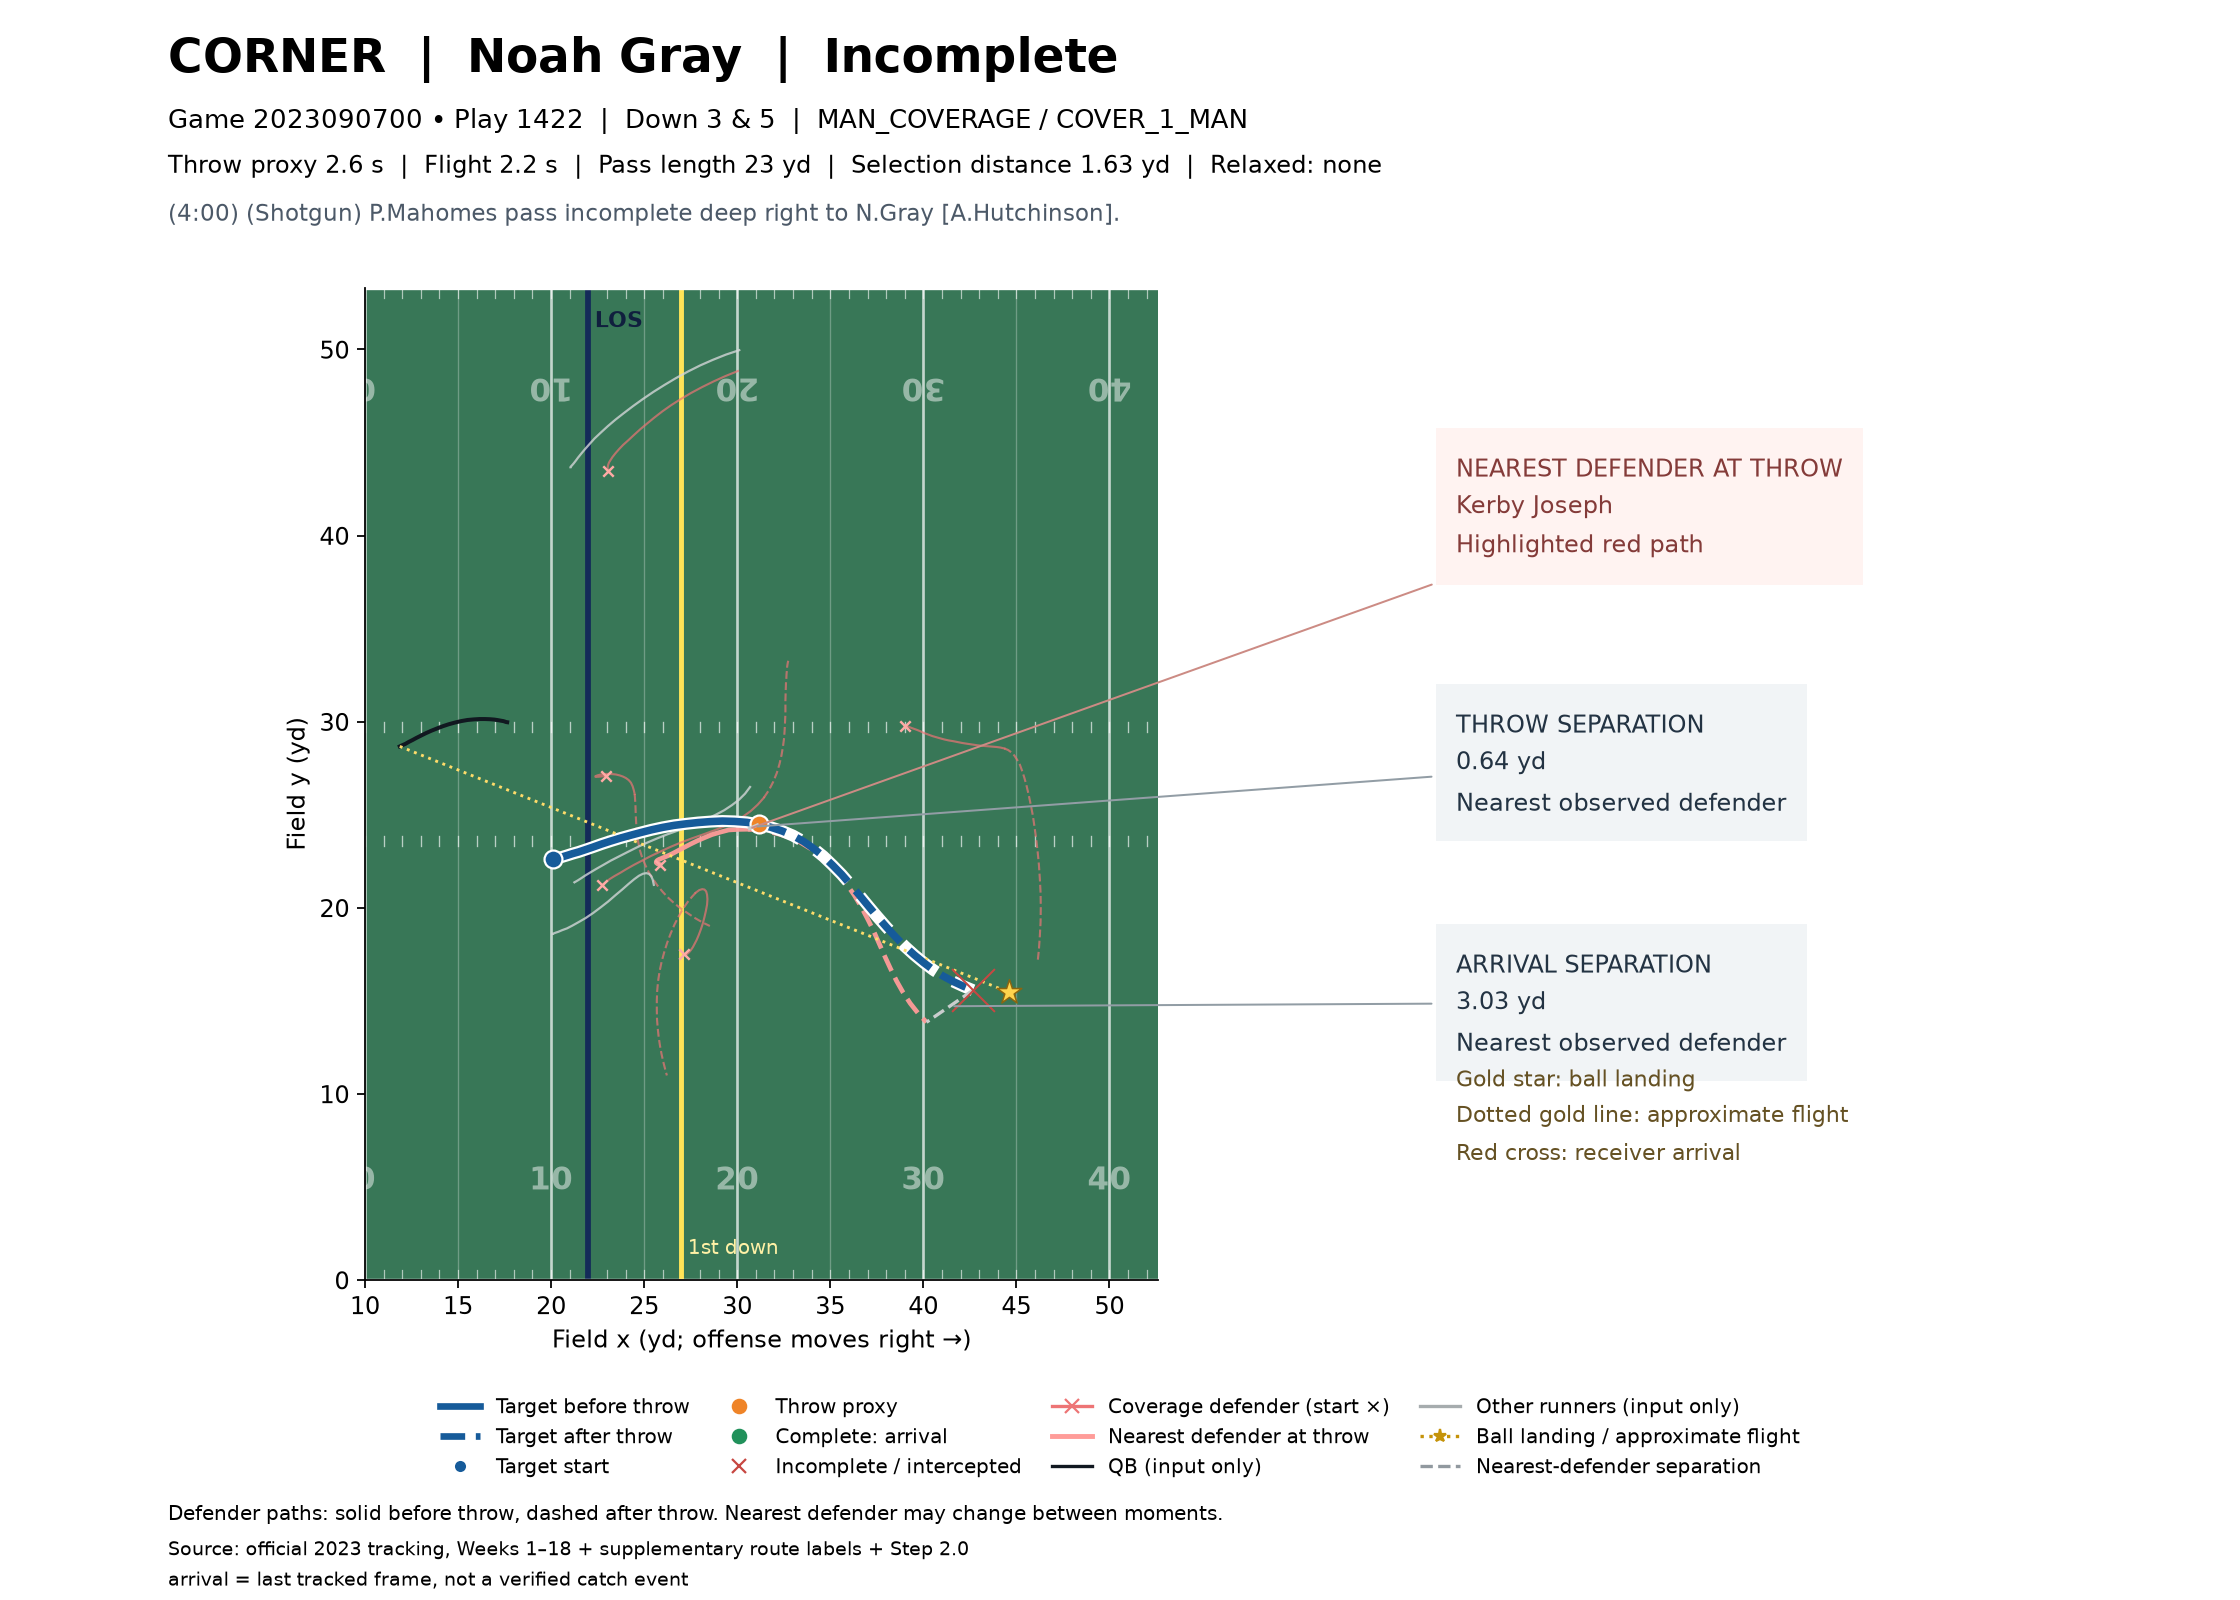 CORNER | Noah Gray | Incomplete
Game 2023090700 • Play 1422 | Down 3 & 5 | MAN_COVERAGE / COVER_1_MAN
Throw proxy 2.6 s | Flight 2.2 s | Pass length 23 yd | Selection distance 1.63 yd | Relaxed: none
(4:00) (Shotgun) P.Mahomes pass incomplete deep right to N.Gray [A.Hutchinson].
LOS
50
0 10 20 30 40
40
30
20
10
0
Field y (yd)
0 10 20 30 40
1st down
10 15 20 25 30 35 40 45 50
Field x (yd; offense moves right →)
NEAREST DEFENDER AT THROW
Kerby Joseph
Highlighted red path
THROW SEPARATION
0.64 yd
Nearest observed defender
ARRIVAL SEPARATION
3.03 yd
Nearest observed defender
Gold star: ball landing
Dotted gold line: approximate flight
Red cross: receiver arrival
Target before throw
Target after throw
Target start
Throw proxy
Complete: arrival
Incomplete / intercepted
Coverage defender (start ×)
Nearest defender at throw
QB (input only)
Other runners (input only)
Ball landing / approximate flight
Nearest-defender separation
Defender paths: solid before throw, dashed after throw. Nearest defender may change between moments.
Source: official 2023 tracking, Weeks 1–18 + supplementary route labels + Step 2.0
arrival = last tracked frame, not a verified catch event